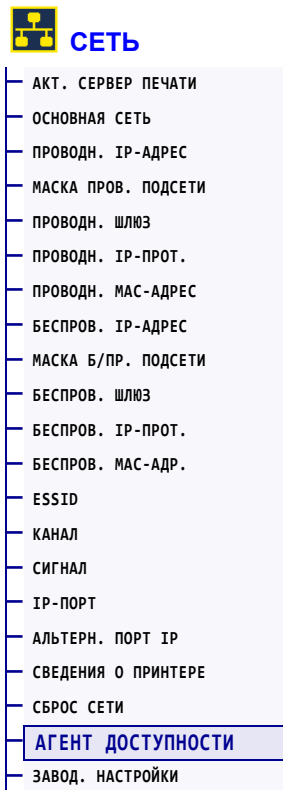 СЕТЬ
АКТ. СЕРВЕР ПЕЧАТИ
ОСНОВНАЯ СЕТЬ
ПРОВОДН. IP-АДРЕС
МАСКА ПРОВ. ПОДСЕТИ
ПРОВОДН. ШЛЮЗ
ПРОВОДН. IP-ПРОТ.
ПРОВОДН. MAC-АДРЕС
БЕСПРОВ. IP-АДРЕС
МАСКА Б/ПР. ПОДСЕТИ
БЕСПРОВ. ШЛЮЗ
БЕСПРОВ. IP-ПРОТ.
БЕСПРОВ. MAC-АДР.
ESSID
КАНАЛ
СИГНАЛ
IP-ПОРТ
АЛЬТЕРН. ПОРТ IP
СВЕДЕНИЯ О ПРИНТЕРЕ
СБРОС СЕТИ
АГЕНТ ДОСТУПНОСТИ
ЗАВОД. НАСТРОЙКИ